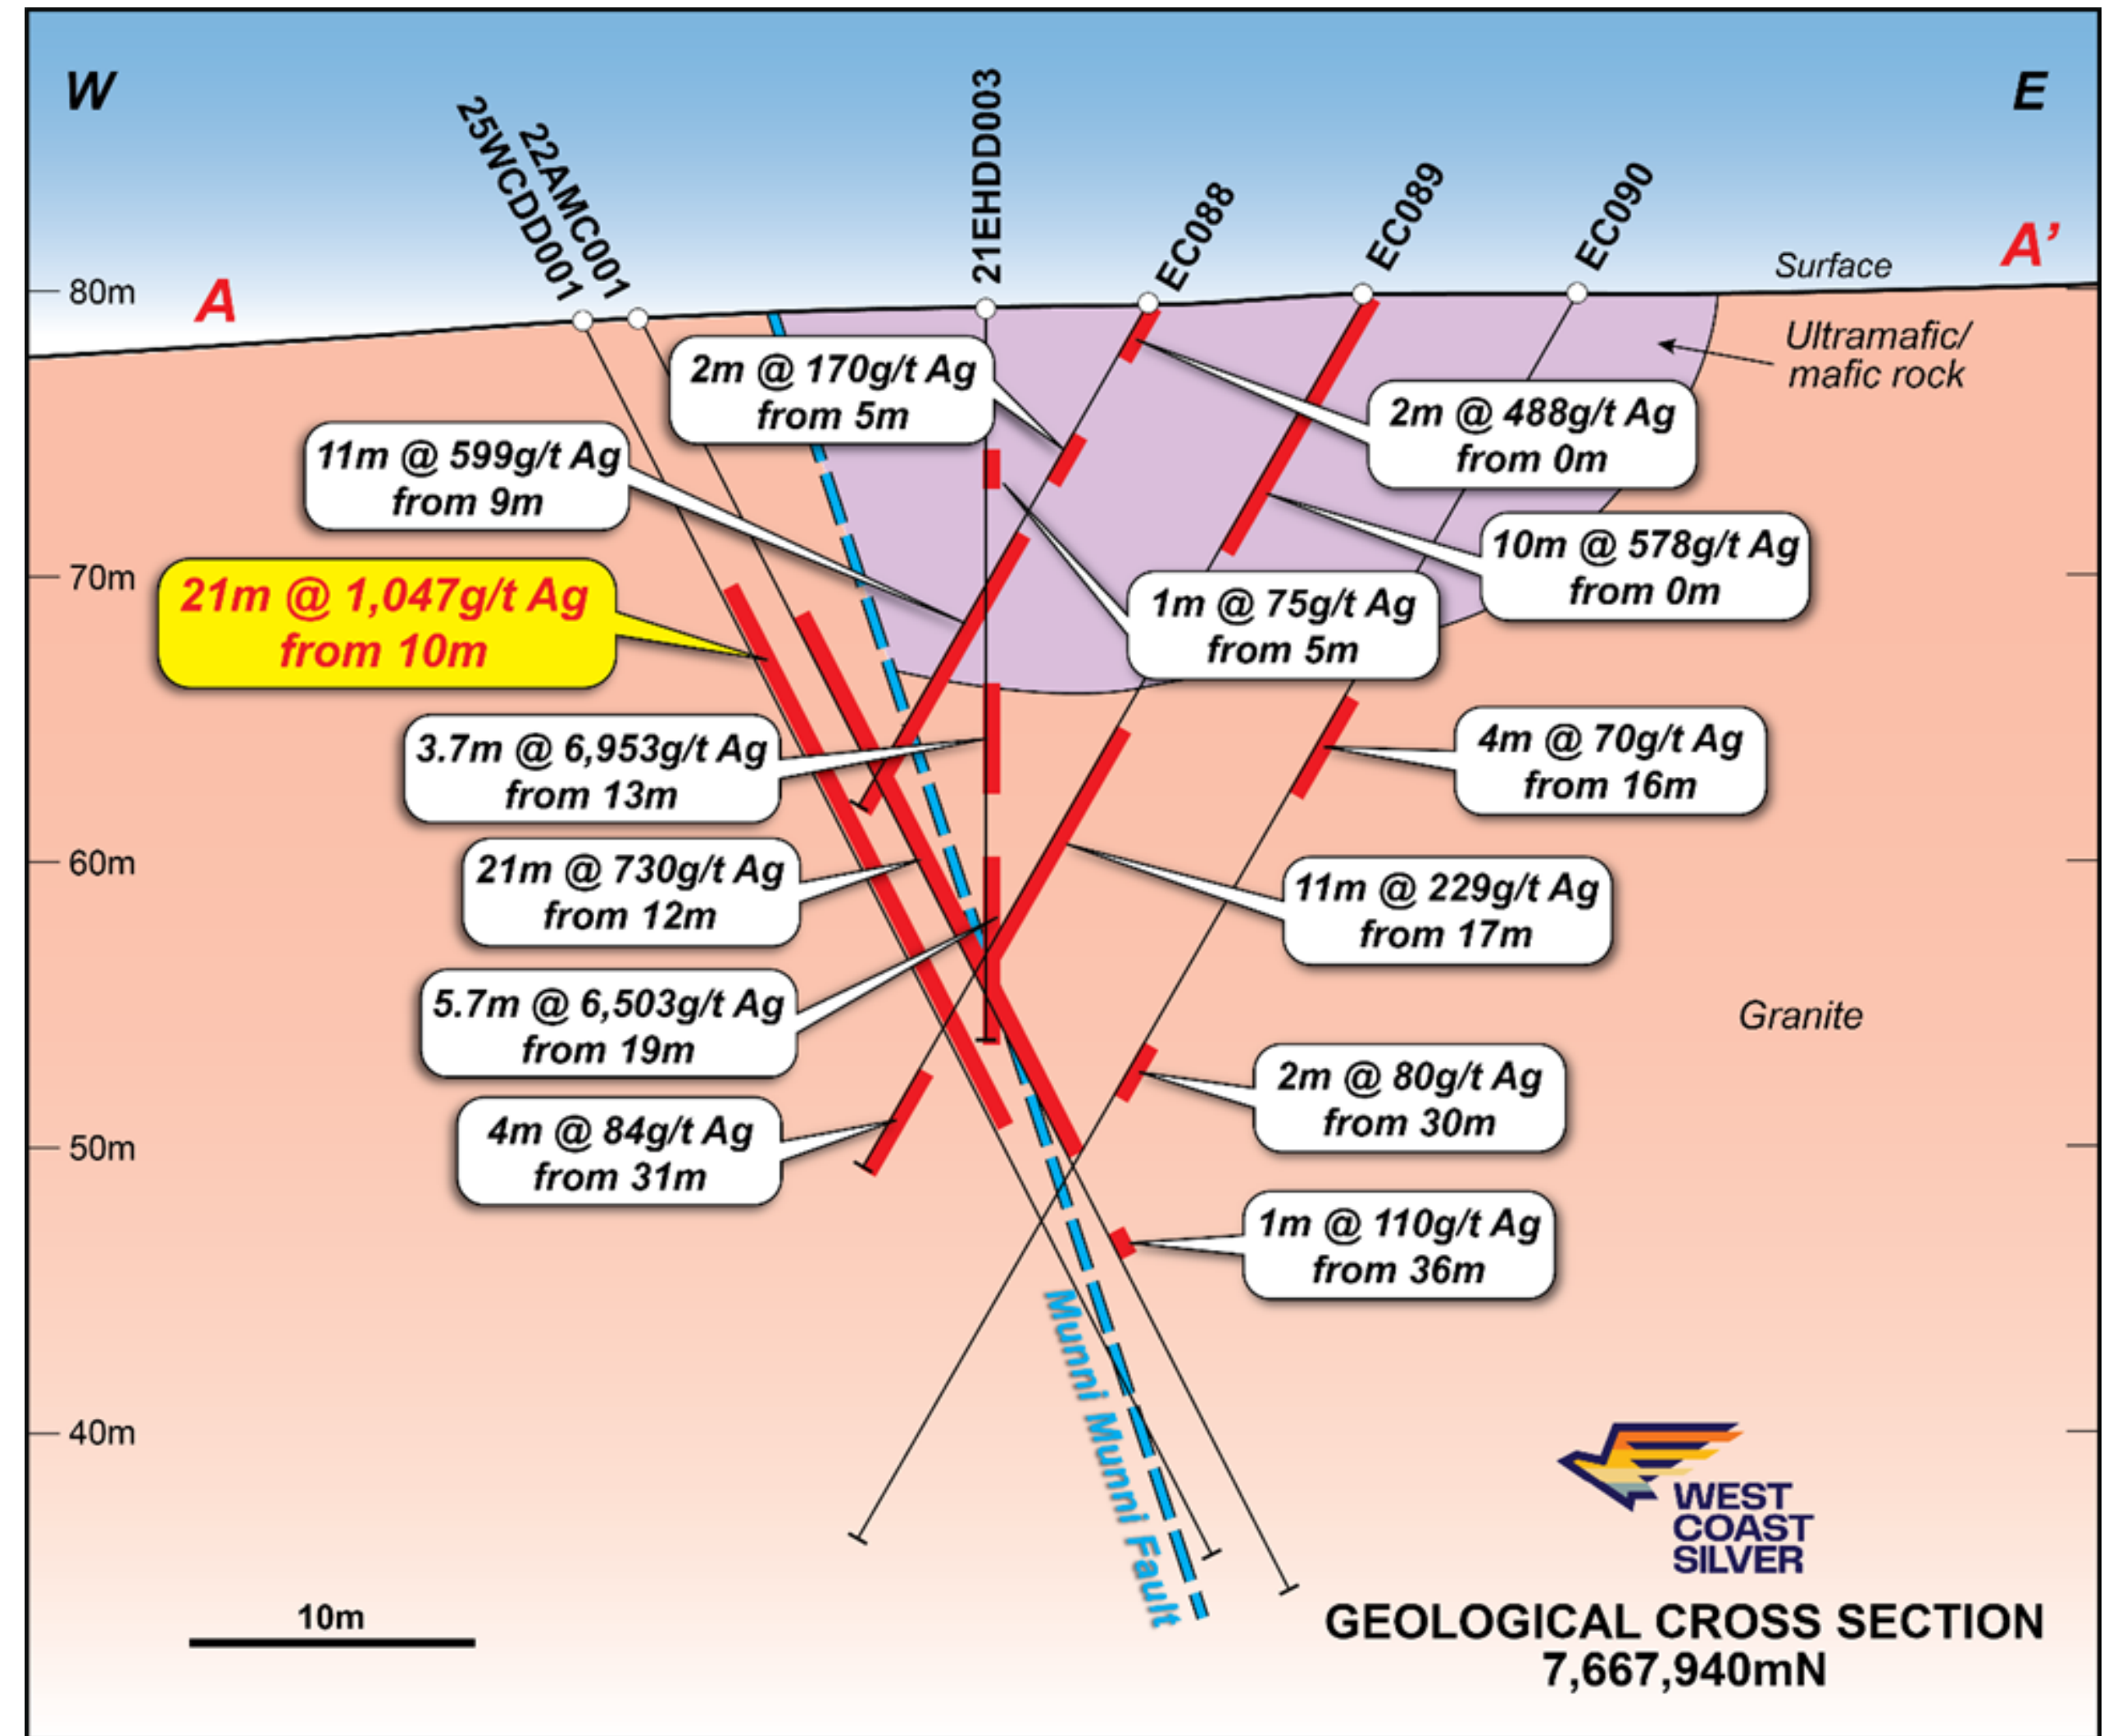 W
E
25WCDD001
22AMC001
21EHDD003
EC088
EC089
EC090
A
A’
Surface
80m
70m
60m
50m
40m
Ultramafic/
mafic rock
2m @ 170g/t Ag
from 5m
2m @ 488g/t Ag
from 0m
11m @ 599g/t Ag
from 9m
10m @ 578g/t Ag
from 0m
21m @ 1,047g/t Ag
from 10m
1m @ 75g/t Ag
from 5m
3.7m @ 6,953g/t Ag
from 13m
4m @ 70g/t Ag
from 16m
21m @ 730g/t Ag
from 12m
11m @ 229g/t Ag
from 17m
5.7m @ 6,503g/t Ag
from 19m
Granite
2m @ 80g/t Ag
from 30m
4m @ 84g/t Ag
from 31m
1m @ 110g/t Ag
from 36m
Munni Munni Fault
WEST
COAST
SILVER
10m
GEOLOGICAL CROSS SECTION
7,667,940mN